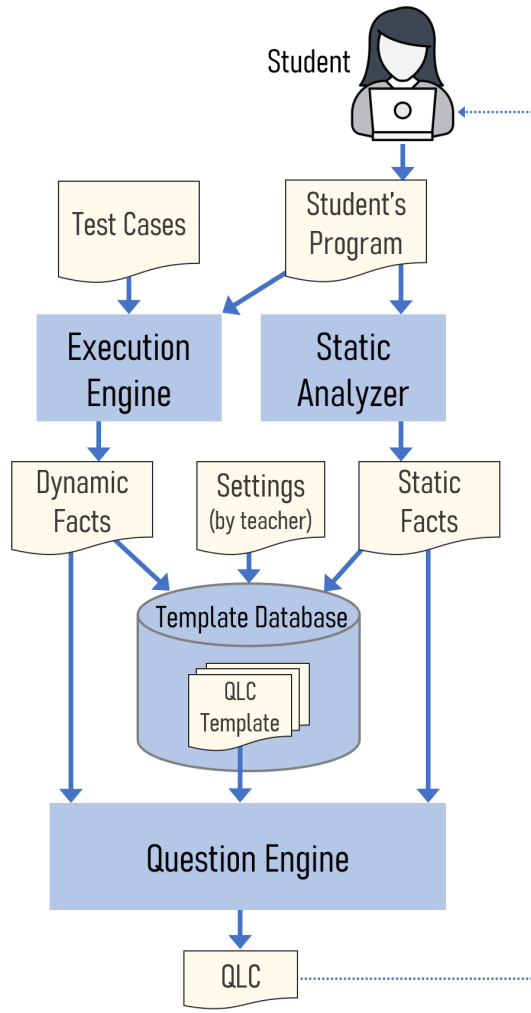 Student
Test Cases
Student's
Program
Execution
Engine
Static
Analyzer
Dynamic
Facts
Settings
(by teacher)
Static
Facts
Template Database
QLC
Template
Question Engine
QLC